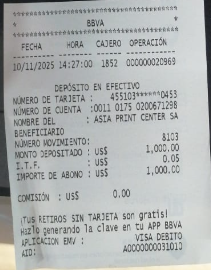 ****************************
* BBVA *
****************************
FECHA HORA CAJERO OPERACIÓN
10/11/2025 14:27:00 1852 000000020969
DEPÓSITO EN EFECTIVO
NÚMERO DE TARJETA : 455103******0453
NÚMERO DE CUENTA :0011 0175 0200671298
NOMBRE DEL : ASIA PRINT CENTER SA
BENEFICIARIO
NÚMERO MOVIMIENTO: 8103
MONTO DEPOSITADO : US$ 1,000.00
I.T.F. : US$ 0.05
IMPORTE DE ABONO : US$ 1,000.00
COMISIÓN : US$ 0.00
¡Tus RETIROS SIN TARJETA son gratis!
Hazlo generando la clave en tu APP BBVA
APLICACION EMV : VISA DEBITO
AID: A0000000031010